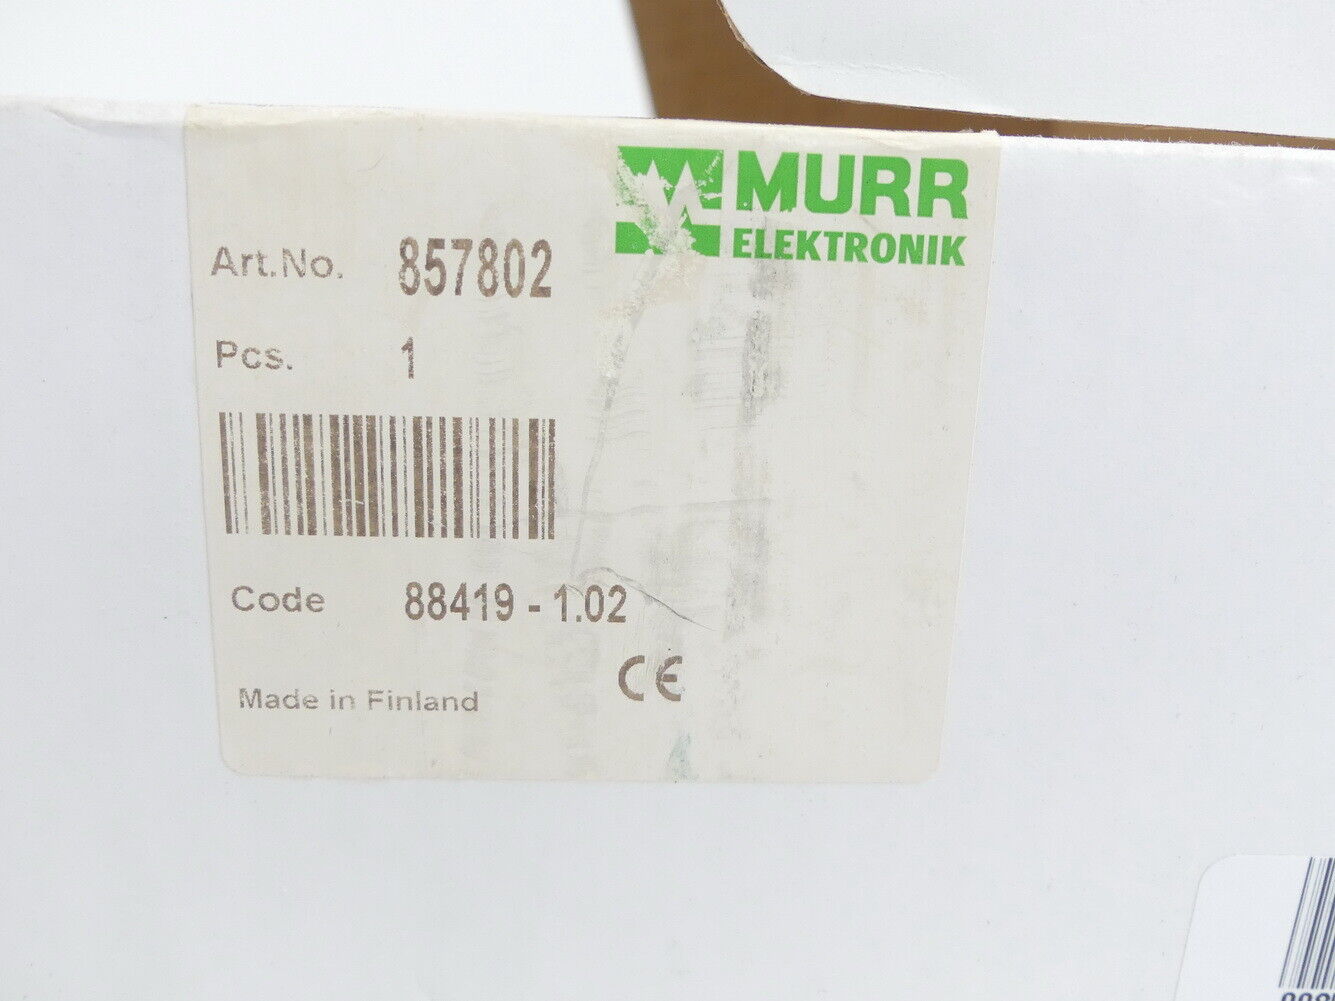 MURR
ELEKTRONIK
Art.No. 857802
Pcs. 1
Code 88419 - 1.02
Made in Finland CE